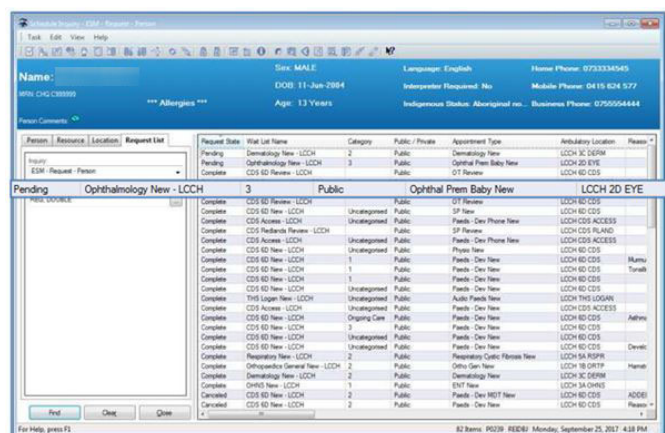 Schedule Inquiry - ESM - Request - Person
Task Edit View Help
Name:
Sex: MALE
Language: English
Home Phone: 0733334545
DOB: 11-Jun-2004
Interpreter Required: No
Mobile Phone: 0415 624 577
MRN: CHQ C999999
*** Allergies ***
Age: 13 Years
Indigenous Status: Aboriginal no...
Business Phone: 0755554444
Person Comments:
Person Resource Location Request List
Inquiry:
ESM - Request - Person
Find Clear Close
Request State Wait List Name Category Public / Private Appointment Type Ambulatory Location Reaso
Pending Dermatology New - LCCH 2 Public Dermatology New LCCH 3C DERM
Pending Ophthalmology New - LCCH 3 Public Ophthal Prem Baby New LCCH 2D EYE
Complete CDS 6D Review - LCCH Public OT Review LCCH 6D CDS
Pending Ophthalmology New - LCCH 3 Public Ophthal Prem Baby New LCCH 2D EYE
Complete CDS 6D Review - LCCH Public OT Review LCCH 6D CDS
Complete CDS 6D New - LCCH Uncategorised Public SP New LCCH 6D CDS
Complete CDS Access - LCCH Uncategorised Public Paeds - Dev Phone New LCCH CDS ACCESS
Complete CDS Redlands Review - LCCH Public SP Review LCCH CDS RLAND
Complete CDS Access - LCCH Uncategorised Public Paeds - Dev Phone New LCCH CDS ACCESS
Complete CDS 6D New - LCCH Uncategorised Public Physio New LCCH 6D CDS
Complete CDS 6D New - LCCH 1 Public Paeds - Dev New LCCH 6D CDS
Complete CDS 6D New - LCCH 1 Public Paeds - Dev New LCCH 6D CDS
Complete CDS 6D New - LCCH 1 Public Paeds - Dev New LCCH 6D CDS
Complete CDS 6D New - LCCH Uncategorised Public Paeds - Dev New LCCH 6D CDS
Complete THS Logan New - LCCH Uncategorised Public Audio Paeds New LCCH THS LOGAN
Complete CDS Access - LCCH Uncategorised Public Paeds - Dev New LCCH CDS ACCESS
Complete CDS 6D New - LCCH Ongoing Care Public Paeds - Dev New LCCH 6D CDS
Complete CDS 6D New - LCCH 3 Public Paeds - Dev New LCCH 6D CDS
Complete CDS 6D New - LCCH Uncategorised Public Paeds - Dev New LCCH 6D CDS
Complete CDS 6D New - LCCH Uncategorised Public Paeds - Dev New LCCH 6D CDS
Complete Respiratory New - LCCH 2 Public Respiratory Cystic Fibrosis New LCCH 5A RSPR
Complete Orthopaedics General New - LCCH 2 Public Ortho Gen New LCCH 1B ORTP
Complete Dermatology New - LCCH 2 Public Dermatology New LCCH 3C DERM
Complete OHNS New - LCCH 1 Public ENT New LCCH 3A OHNS
Canceled CDS 6D New - LCCH 2 Public Paeds - Dev MDT New LCCH 6D CDS
Canceled CDS 6D New - LCCH 2 Public Paeds - Dev New LCCH 6D CDS
For Help, press F1
82 Items P0239 REIDBJ Monday, September 25, 2017 4:18 PM